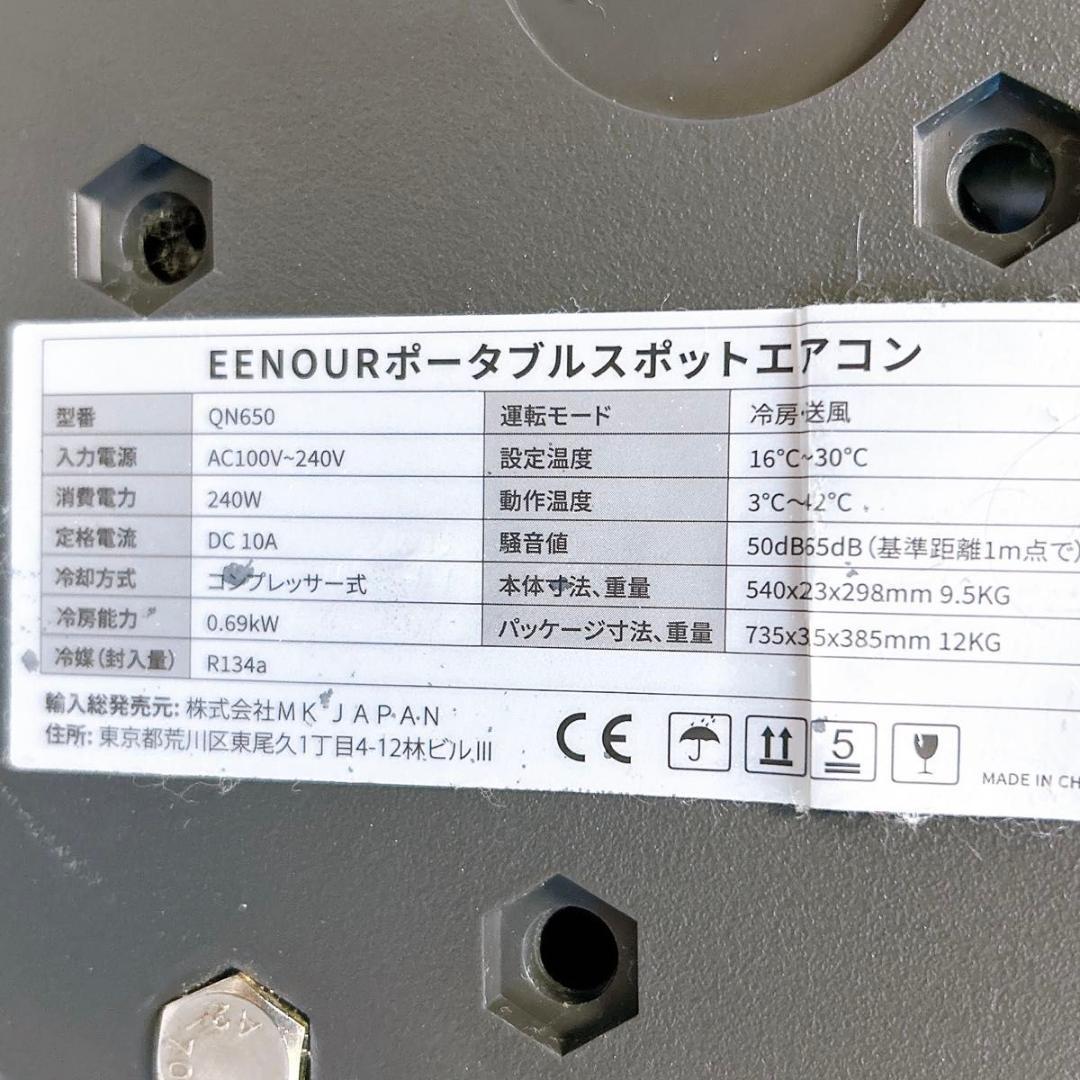 EENOURポータブルスポットエアコン
型番 QN650 運転モード 冷房・送風
入力電源 AC100V~240V 設定温度 16℃~30℃
消費電力 240W 動作温度 3℃~42℃
定格電流 DC 10A 騒音値 50dB65dB(基準距離1m点で)
冷却方式 コンプレッサー式 本体寸法、重量 540x23x298mm 9.5KG
冷房能力 0.69kW パッケージ寸法、重量 735x35x385mm 12KG
冷媒(封入量) R134a
輸入総発売元: 株式会社MK JAPAN
住所: 東京都荒川区東尾久1丁目4-12林ビルIII
CE 5
MADE IN CH